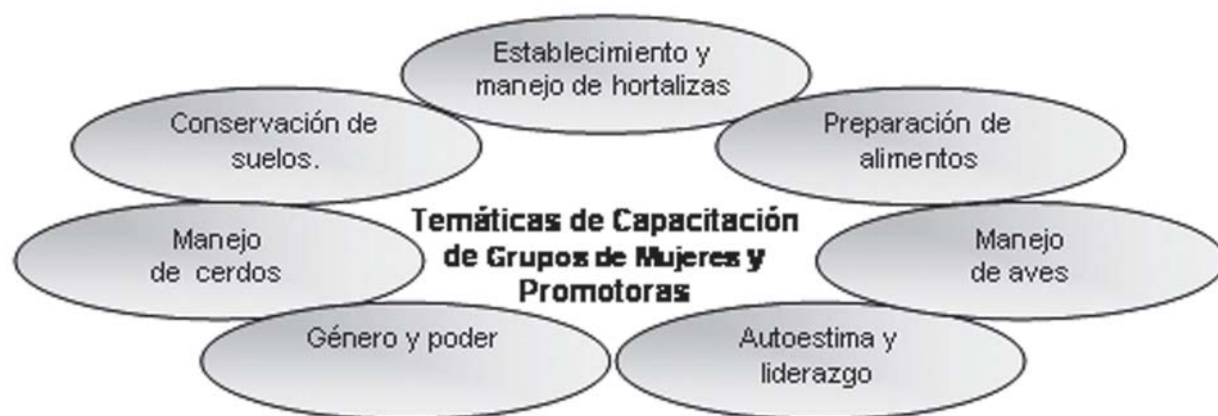 Establecimiento y
manejo de hortalizas
Conservación de
suelos.
Preparación de
alimentos
Temáticas de Capacitación
de Grupos de Mujeres y
Promotoras
Manejo
de cerdos
Manejo
de aves
Género y poder
Autoestima y
liderazgo